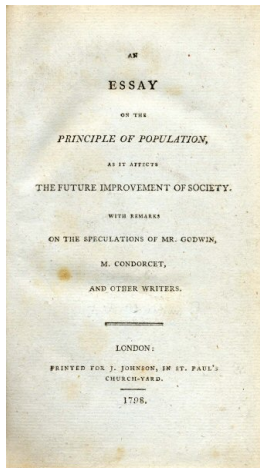 AN
ESSAY
ON THE
PRINCIPLE OF POPULATION,
AS IT AFFECTS
THE FUTURE IMPROVEMENT OF SOCIETY.
WITH REMARKS
ON THE SPECULATIONS OF MR. GODWIN,
M. CONDORCET,
AND OTHER WRITERS.
LONDON:
PRINTED FOR J. JOHNSON, IN ST. PAUL'S
CHURCH-YARD.
1798.